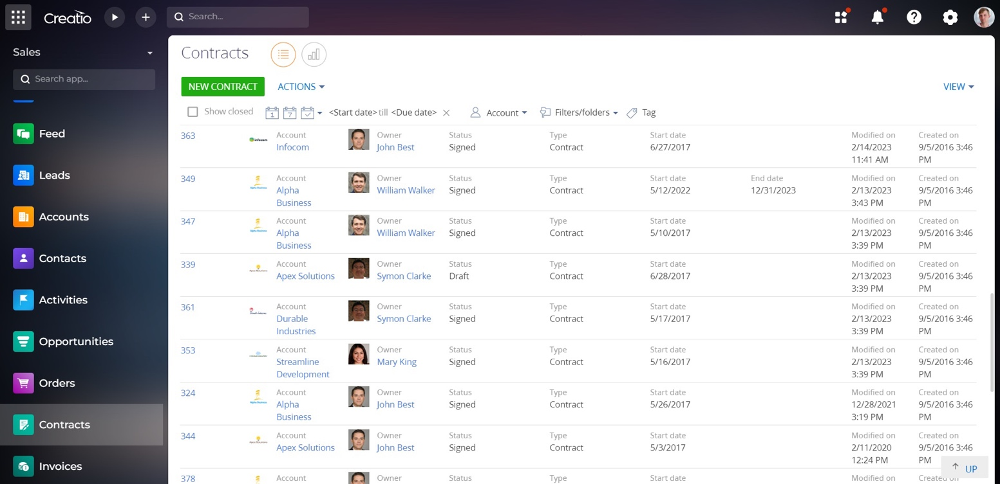 Creatio
Search...
Sales
Search app...
Feed
Leads
Accounts
Contacts
Activities
Opportunities
Orders
Contracts
Invoices
Contracts
NEW CONTRACT
ACTIONS
VIEW
Show closed
1
7
<Start date> till <Due date>
Account
Filters/folders
Tag
363
infocom
Account
Infocom
Owner
John Best
Status
Signed
Type
Contract
Start date
6/27/2017
Modified on
2/14/2023
11:41 AM
Created on
9/5/2016 3:46
PM
349
Alpha Business
Account
Alpha
Business
Owner
William Walker
Status
Signed
Type
Contract
Start date
5/12/2022
End date
12/31/2023
Modified on
2/13/2023
3:43 PM
Created on
9/5/2016 3:46
PM
347
Alpha Business
Account
Alpha
Business
Owner
William Walker
Status
Signed
Type
Contract
Start date
5/10/2017
Modified on
2/13/2023
3:39 PM
Created on
9/5/2016 3:46
PM
339
Apex Solutions
Account
Apex Solutions
Owner
Symon Clarke
Status
Draft
Type
Contract
Start date
6/28/2017
Modified on
2/13/2023
3:39 PM
Created on
9/5/2016 3:46
PM
361
Account
Durable
Industries
Owner
Symon Clarke
Status
Signed
Type
Contract
Start date
5/17/2017
Modified on
2/13/2023
3:39 PM
Created on
9/5/2016 3:46
PM
353
Account
Streamline
Development
Owner
Mary King
Status
Signed
Type
Contract
Start date
5/16/2017
Modified on
2/13/2023
3:39 PM
Created on
9/5/2016 3:46
PM
324
Alpha Business
Account
Alpha
Business
Owner
John Best
Status
Signed
Type
Contract
Start date
5/26/2017
Modified on
12/28/2021
3:19 PM
Created on
9/5/2016 3:46
PM
344
Apex Solutions
Account
Apex Solutions
Owner
John Best
Status
Signed
Type
Contract
Start date
5/3/2017
Modified on
2/11/2020
12:24 PM
Created on
9/5/2016 3:46
PM
378
Account
Owner
Status
Type
Start date
Modified on
Created on
UP